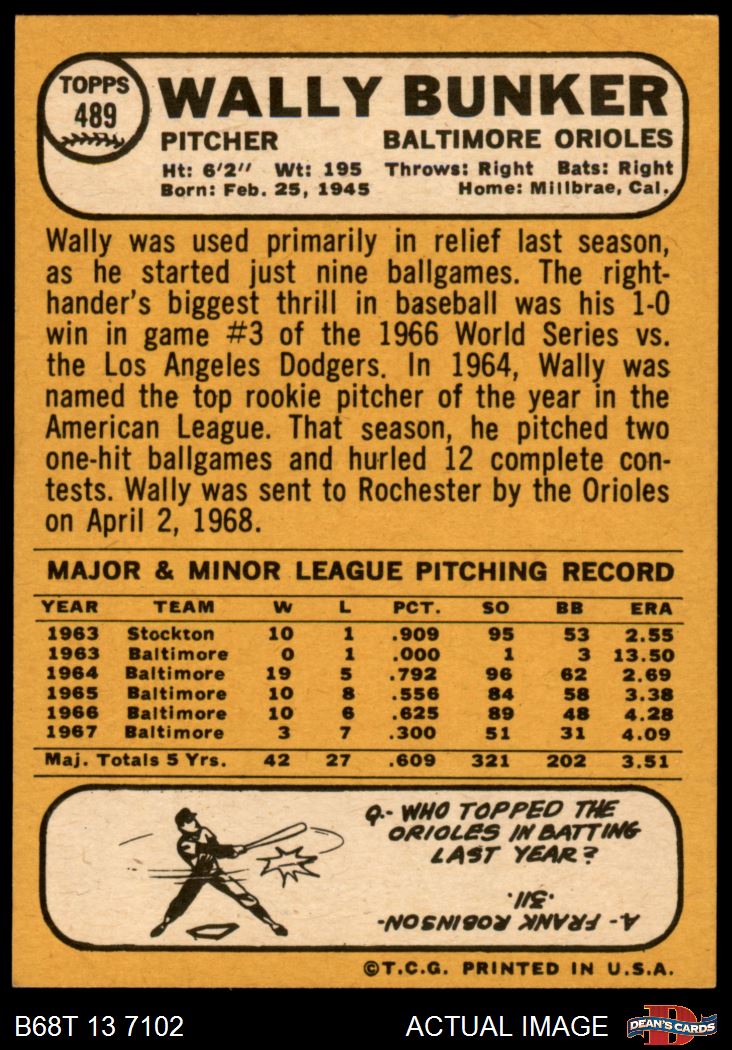 TOPPS
489
WALLY BUNKER
PITCHER BALTIMORE ORIOLES
Ht: 6'2'' Wt: 195 Throws: Right Bats: Right
Born: Feb. 25, 1945 Home: Millbrae, Cal.
Wally was used primarily in relief last season,
as he started just nine ballgames. The right-
hander's biggest thrill in baseball was his 1-0
win in game #3 of the 1966 World Series vs.
the Los Angeles Dodgers. In 1964, Wally was
named the top rookie pitcher of the year in the
American League. That season, he pitched two
one-hit ballgames and hurled 12 complete con-
tests. Wally was sent to Rochester by the Orioles
on April 2, 1968.
MAJOR & MINOR LEAGUE PITCHING RECORD
YEAR TEAM W L PCT. SO BB ERA
1963 Stockton 10 1 .909 95 53 2.55
1963 Baltimore 0 1 .000 1 3 13.50
1964 Baltimore 19 5 .792 96 62 2.69
1965 Baltimore 10 8 .556 84 58 3.38
1966 Baltimore 10 6 .625 89 48 4.28
1967 Baltimore 3 7 .300 51 31 4.09
Maj. Totals 5 Yrs. 42 27 .609 321 202 3.51
Q.- WHO TOPPED THE
ORIOLES IN BATTING
LAST YEAR?
A.- FRANK ROBINSON-
.311.
©T.C.G. PRINTED IN U.S.A.
B68T 13 7102 ACTUAL IMAGE DEAN'S CARDS